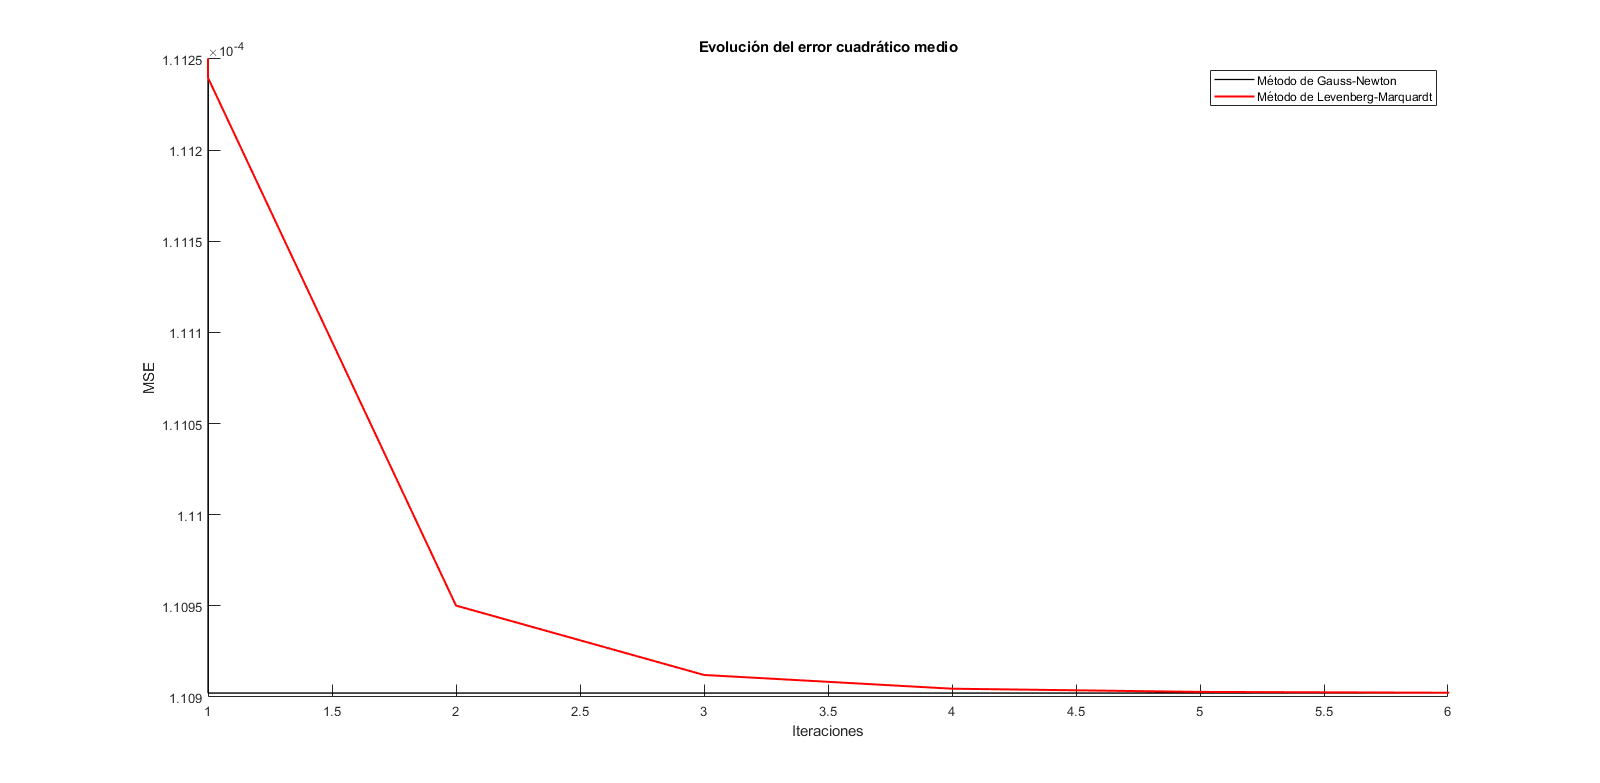 Evolución del error cuadrático medio
×10-4
1.1125
1.112
1.1115
1.111
1.1105
1.11
1.1095
1.109
MSE
Método de Gauss-Newton
Método de Levenberg-Marquardt
1 1.5 2 2.5 3 3.5 4 4.5 5 5.5 6
Iteraciones